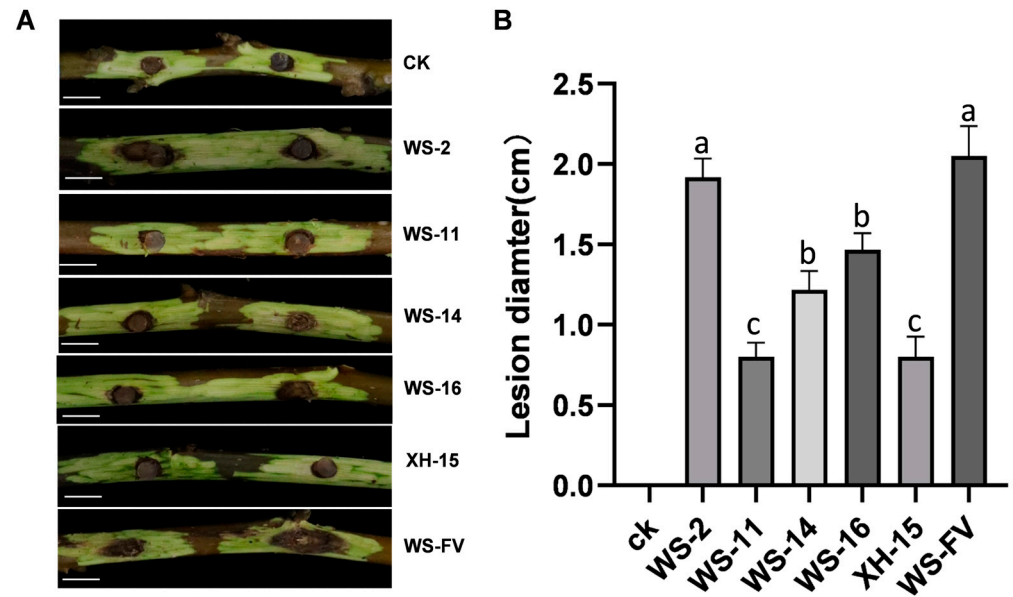 A
CK
WS-2
WS-11
WS-14
WS-16
XH-15
WS-FV
B
Lesion diamter(cm)
2.5
2.0
1.5
1.0
0.5
0.0
a
c
b
b
c
a
ck
WS-2
WS-11
WS-14
WS-16
XH-15
WS-FV